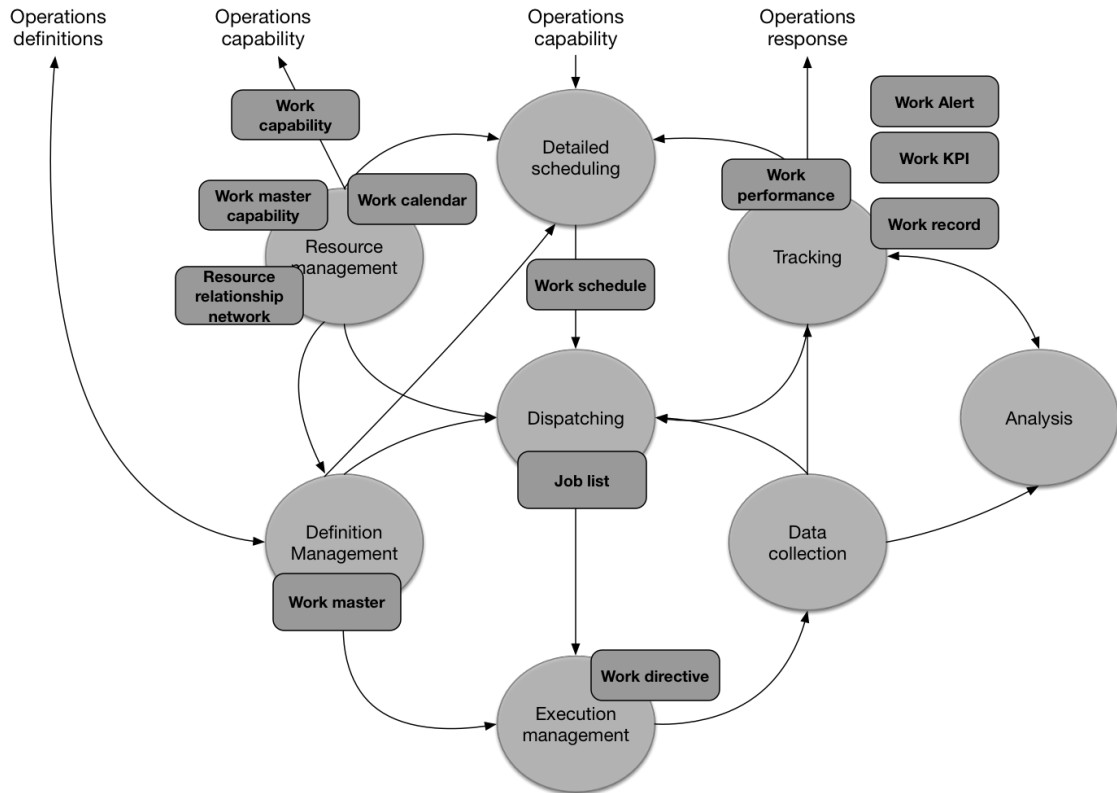 Operations
definitions
Operations
capability
Operations
capability
Operations
response
Work Alert
Work
capability
Detailed
scheduling
Work KPI
Work
performance
Work master
capability
Work calendar
Work record
Resource
management
Tracking
Resource
relationship
network
Work schedule
Dispatching
Analysis
Job list
Definition
Management
Data
collection
Work master
Work directive
Execution
management